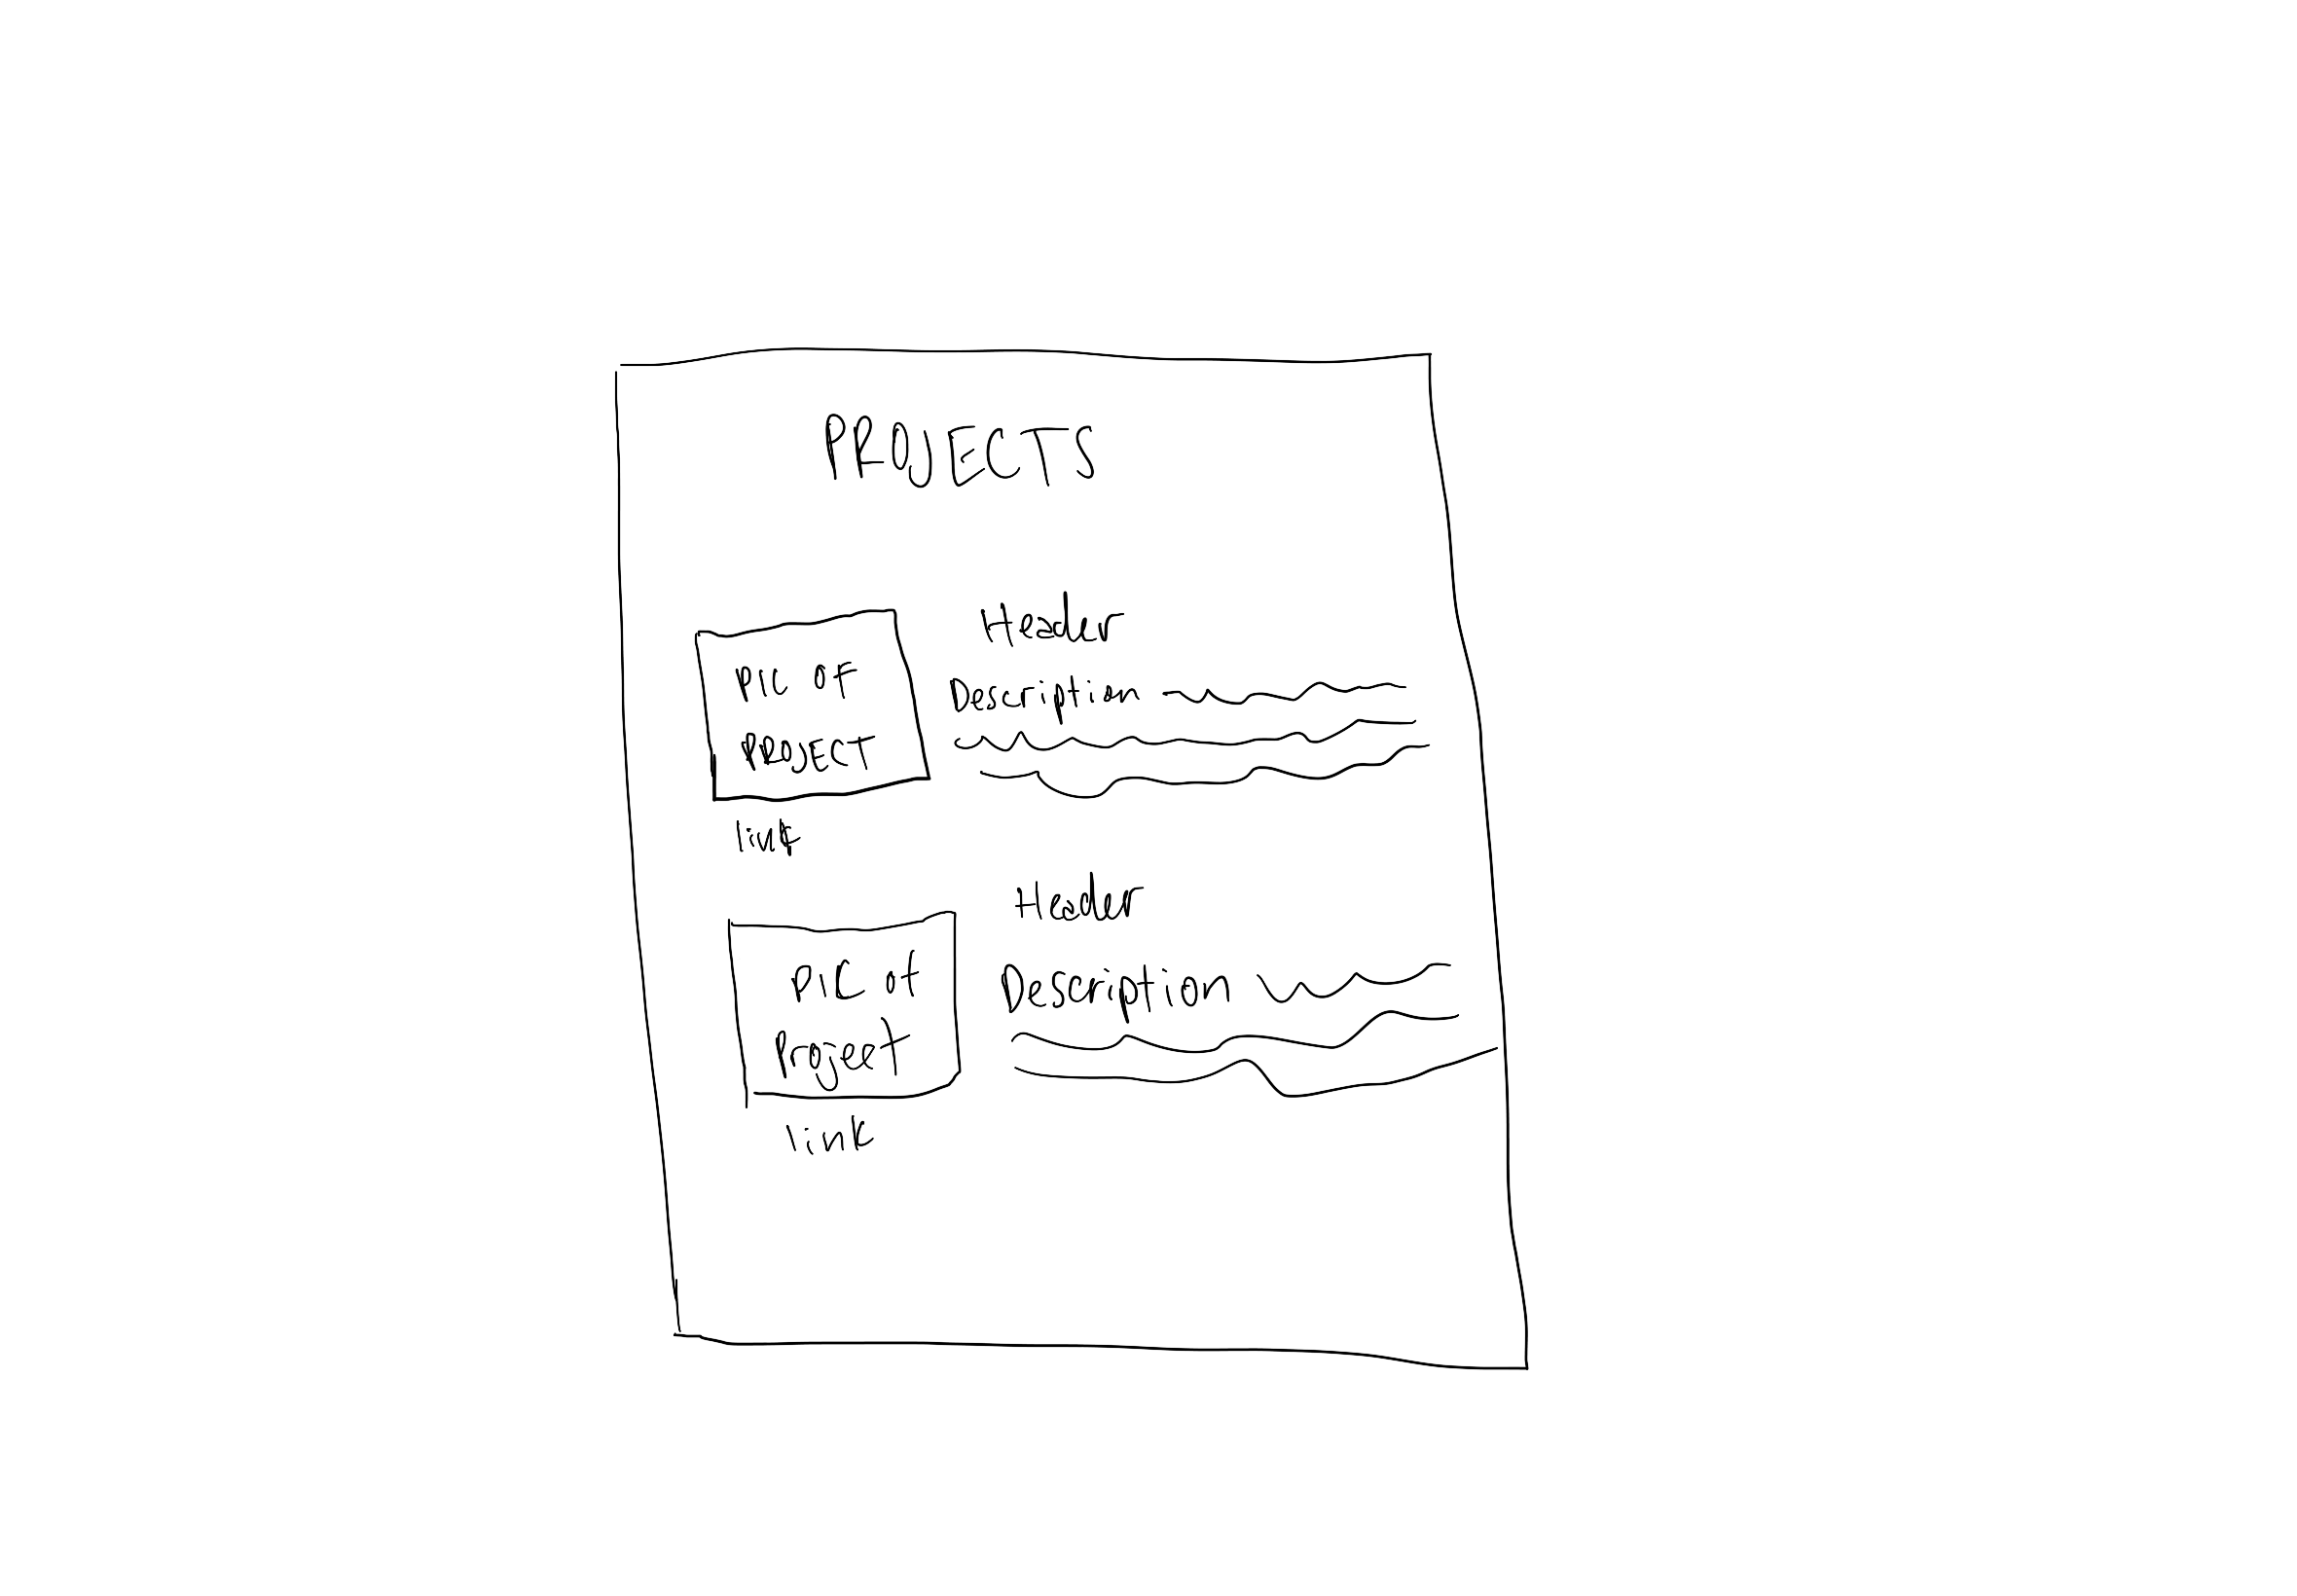 PROJECTS
PIC OF
PROJECT
link
Header
Description
PIC of
Project
link
Header
Description